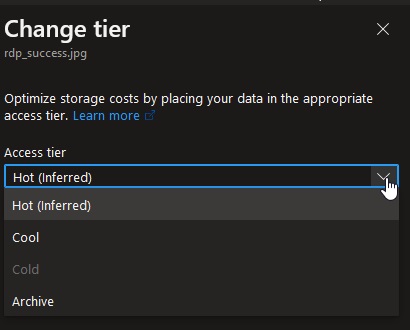 Change tier
rdp_success.jpg
Optimize storage costs by placing your data in the appropriate
access tier. Learn more
Access tier
Hot (Inferred)
Hot (Inferred)
Cool
Cold
Archive